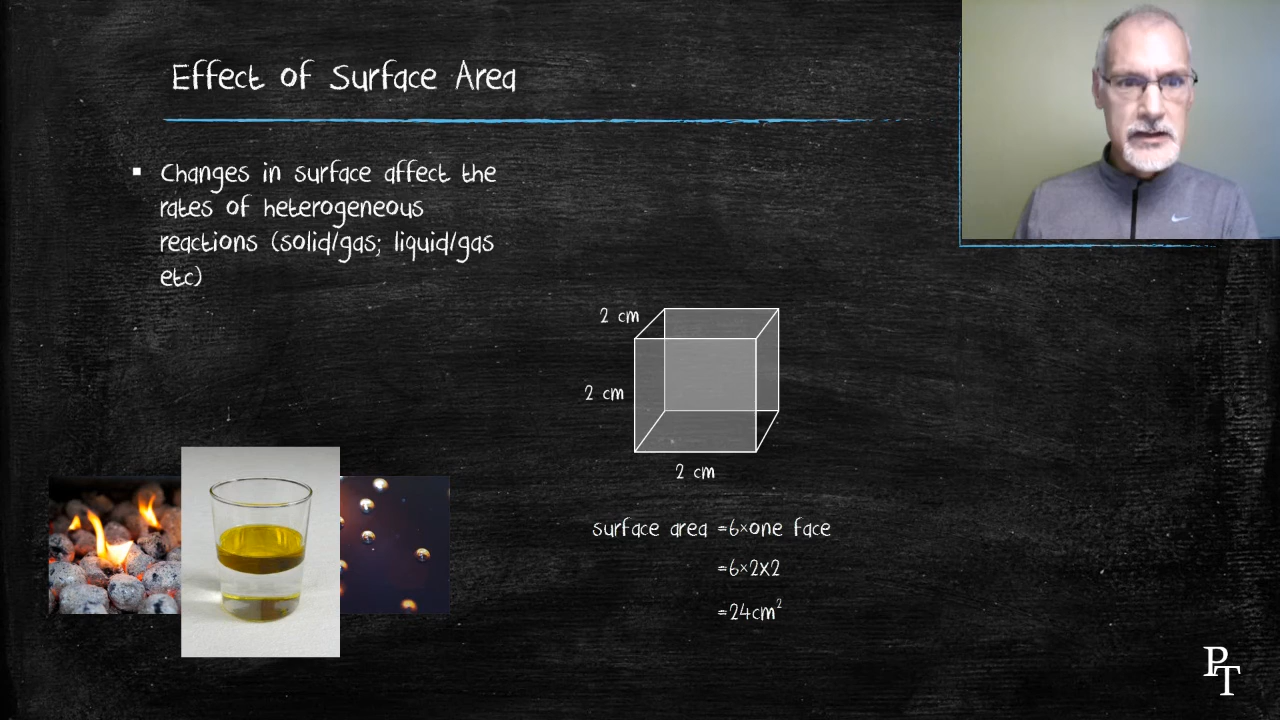 Effect of Surface Area
▪ Changes in surface affect the
rates of heterogeneous
reactions (solid/gas; liquid/gas
etc)
2 cm
2 cm
2 cm
surface area =6×one face
=6×2x2
=24cm²
PT